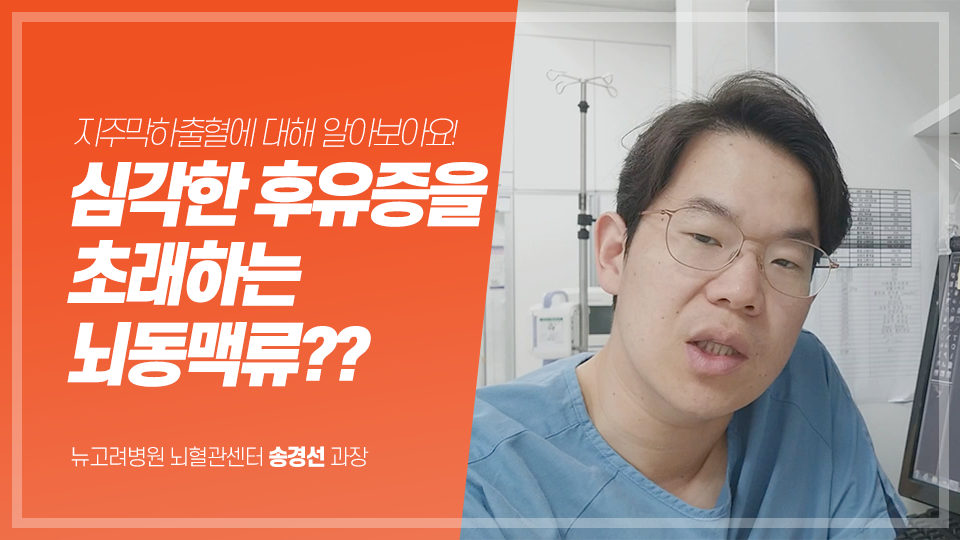 지주막하출혈에 대해 알아보아요!
심각한 후유증을
초래하는
뇌동맥류??
뉴고려병원 뇌혈관센터 송경선 과장